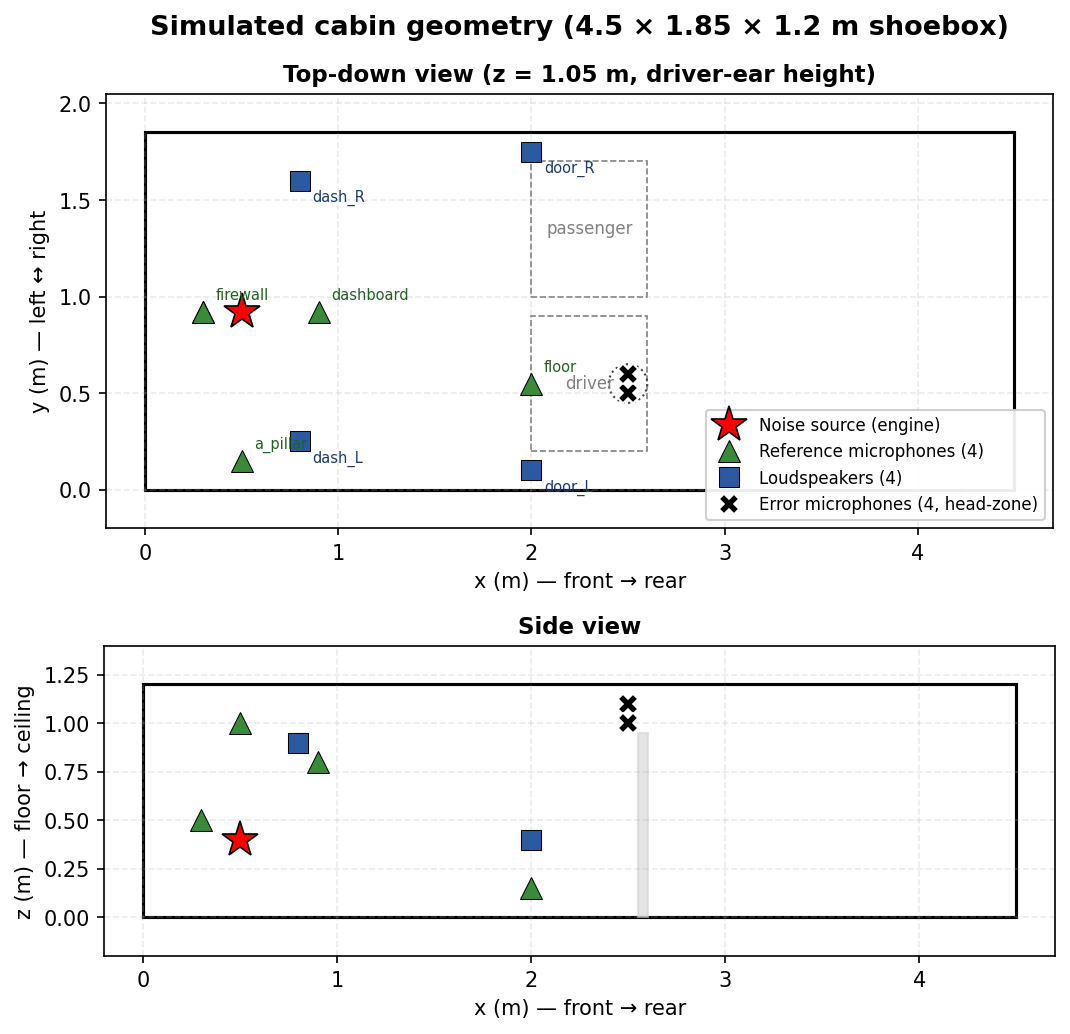 Simulated cabin geometry (4.5 × 1.85 × 1.2 m shoebox)
Top-down view (z = 1.05 m, driver-ear height)
2.0
1.5
1.0
0.5
0.0
y (m) — left ↔ right
door_R
dash_R
passenger
firewall
dashboard
floor
driver
a_pillar
dash_L
door_L
Noise source (engine)
Reference microphones (4)
Loudspeakers (4)
Error microphones (4, head-zone)
0 1 2 3 4
x (m) — front → rear
Side view
1.25
1.00
0.75
0.50
0.25
0.00
z (m) — floor → ceiling
0 1 2 3 4
x (m) — front → rear